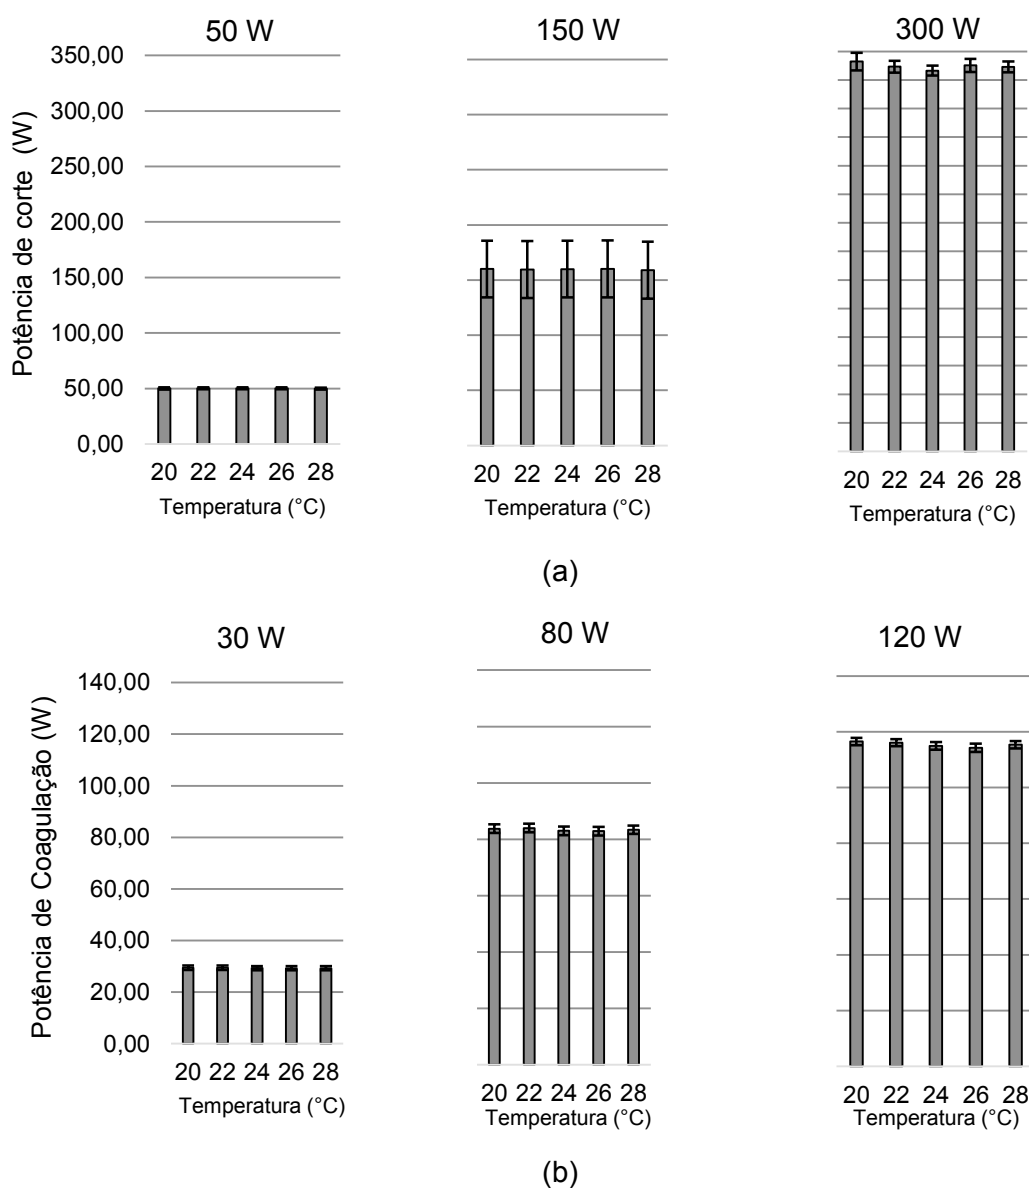 50 W
150 W
300 W
Potência de corte (W)
350,00
300,00
250,00
200,00
150,00
100,00
50,00
0,00
20 22 24 26 28
Temperatura (°C)
20 22 24 26 28
Temperatura (°C)
20 22 24 26 28
Temperatura (°C)
(a)
30 W
80 W
120 W
Potência de Coagulação (W)
140,00
120,00
100,00
80,00
60,00
40,00
20,00
0,00
20 22 24 26 28
Temperatura (°C)
20 22 24 26 28
Temperatura (°C)
20 22 24 26 28
Temperatura (°C)
(b)